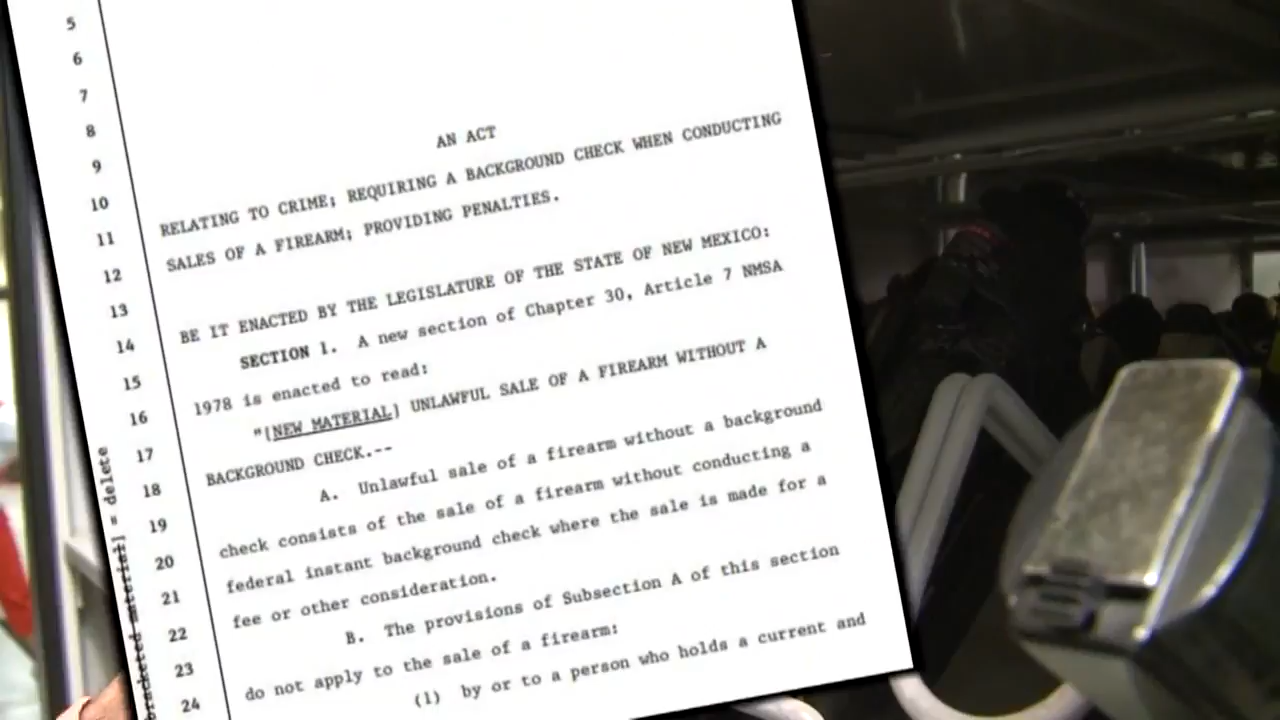 5
6
7
8 AN ACT
9 RELATING TO CRIME; REQUIRING A BACKGROUND CHECK WHEN CONDUCTING
10 SALES OF A FIREARM; PROVIDING PENALTIES.
11
12 BE IT ENACTED BY THE LEGISLATURE OF THE STATE OF NEW MEXICO:
13 SECTION 1. A new section of Chapter 30, Article 7 NMSA
14 1978 is enacted to read:
15 "[NEW MATERIAL] UNLAWFUL SALE OF A FIREARM WITHOUT A
16 BACKGROUND CHECK.--
17 A. Unlawful sale of a firearm without a background
18 check consists of the sale of a firearm without conducting a
19 federal instant background check where the sale is made for a
20 fee or other consideration.
21 B. The provisions of Subsection A of this section
22 do not apply to the sale of a firearm:
23 (1) by or to a person who holds a current and
24
bracketed material] = delete